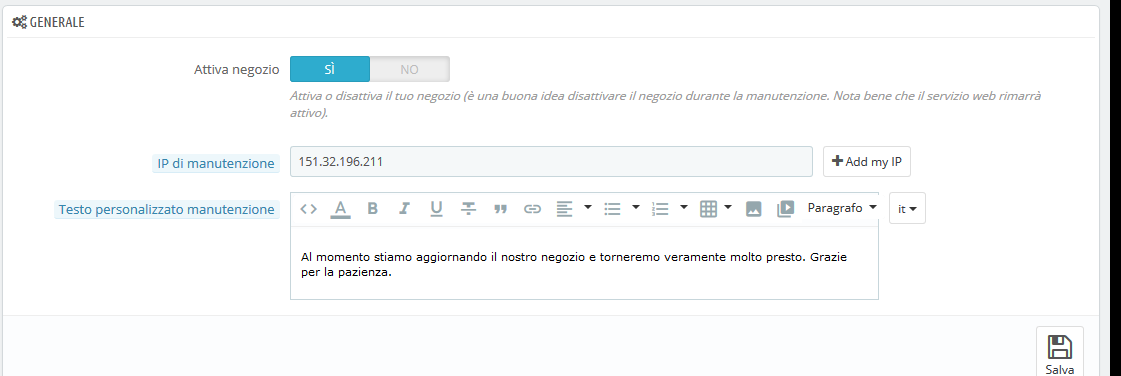 GENERALE
Attiva negozio
SÌ
NO
Attiva o disattiva il tuo negozio (è una buona idea disattivare il negozio durante la manutenzione. Nota bene che il servizio web rimarrà
attivo).
IP di manutenzione
151.32.196.211
Add my IP
Testo personalizzato manutenzione
A B I U Paragrafo
it
Al momento stiamo aggiornando il nostro negozio e torneremo veramente molto presto. Grazie
per la pazienza.
Salva